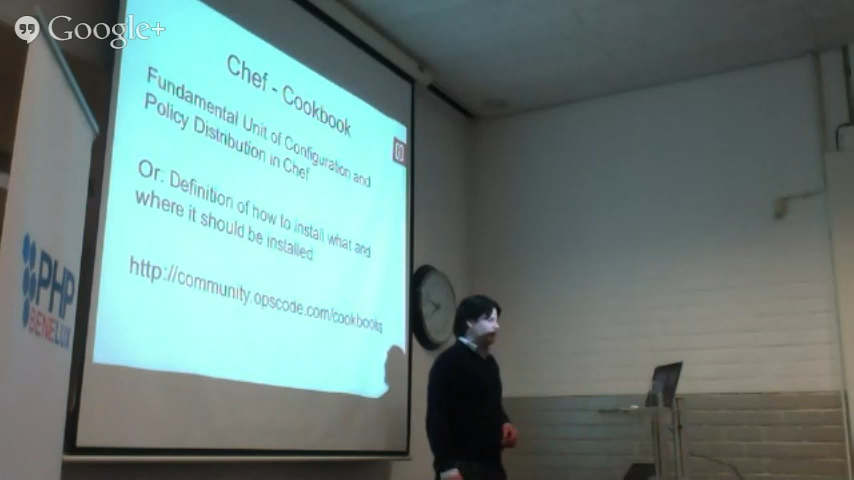 Google+
Chef - Cookbook
Fundamental Unit of Configuration and
Policy Distribution in Chef
Or: Definition of how to install what and
where it should be installed
http://community.opscode.com/cookbooks
PHP
BENELUX